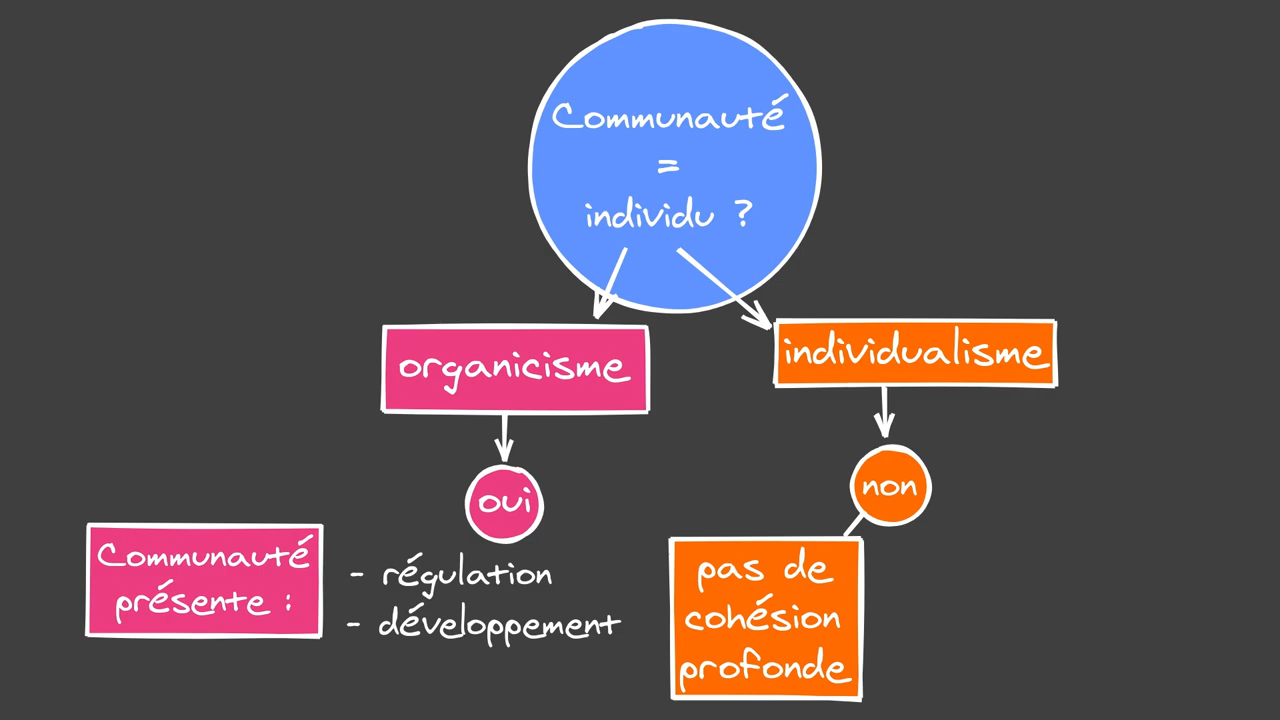 Communauté
=
individu ?
organicisme
individualisme
oui
non
Communauté
présente :
- régulation
- développement
pas de
cohésion
profonde